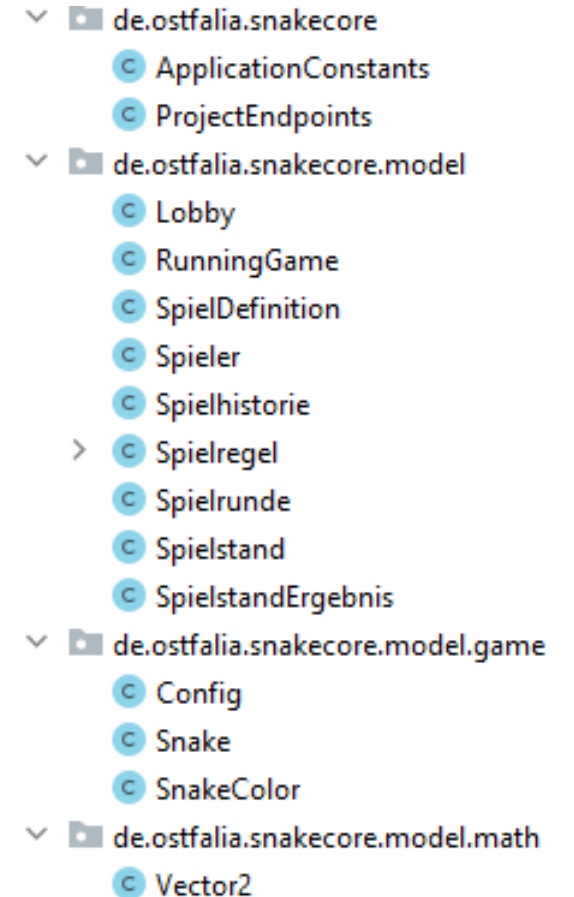 de.ostfalia.snakecore
C ApplicationConstants
C ProjectEndpoints
de.ostfalia.snakecore.model
C Lobby
C RunningGame
C SpielDefinition
C Spieler
C Spielhistorie
C Spielregel
C Spielrunde
C Spielstand
C SpielstandErgebnis
de.ostfalia.snakecore.model.game
C Config
C Snake
C SnakeColor
de.ostfalia.snakecore.model.math
C Vector2